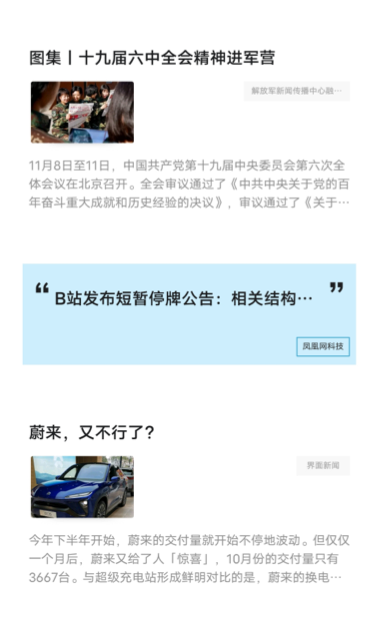 图集丨十九届六中全会精神进军营
解放军新闻传播中心融…
11月8日至11日，中国共产党第十九届中央委员会第六次全
体会议在北京召开。全会审议通过了《中共中央关于党的百
年奋斗重大成就和历史经验的决议》，审议通过了《关于…
“B站发布短暂停牌公告：相关结构…”
凤凰网科技
蔚来，又不行了？
界面新闻
今年下半年开始，蔚来的交付量就开始不停地波动。但仅仅
一个月后，蔚来又给了人「惊喜」，10月份的交付量只有
3667台。与超级充电站形成鲜明对比的是，蔚来的换电…